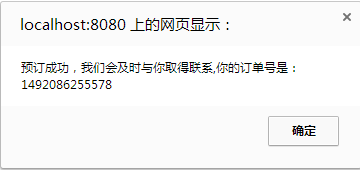 localhost:8080 上的网页显示：
预订成功，我们会及时与你取得联系,你的订单号是：
1492086255578
确定